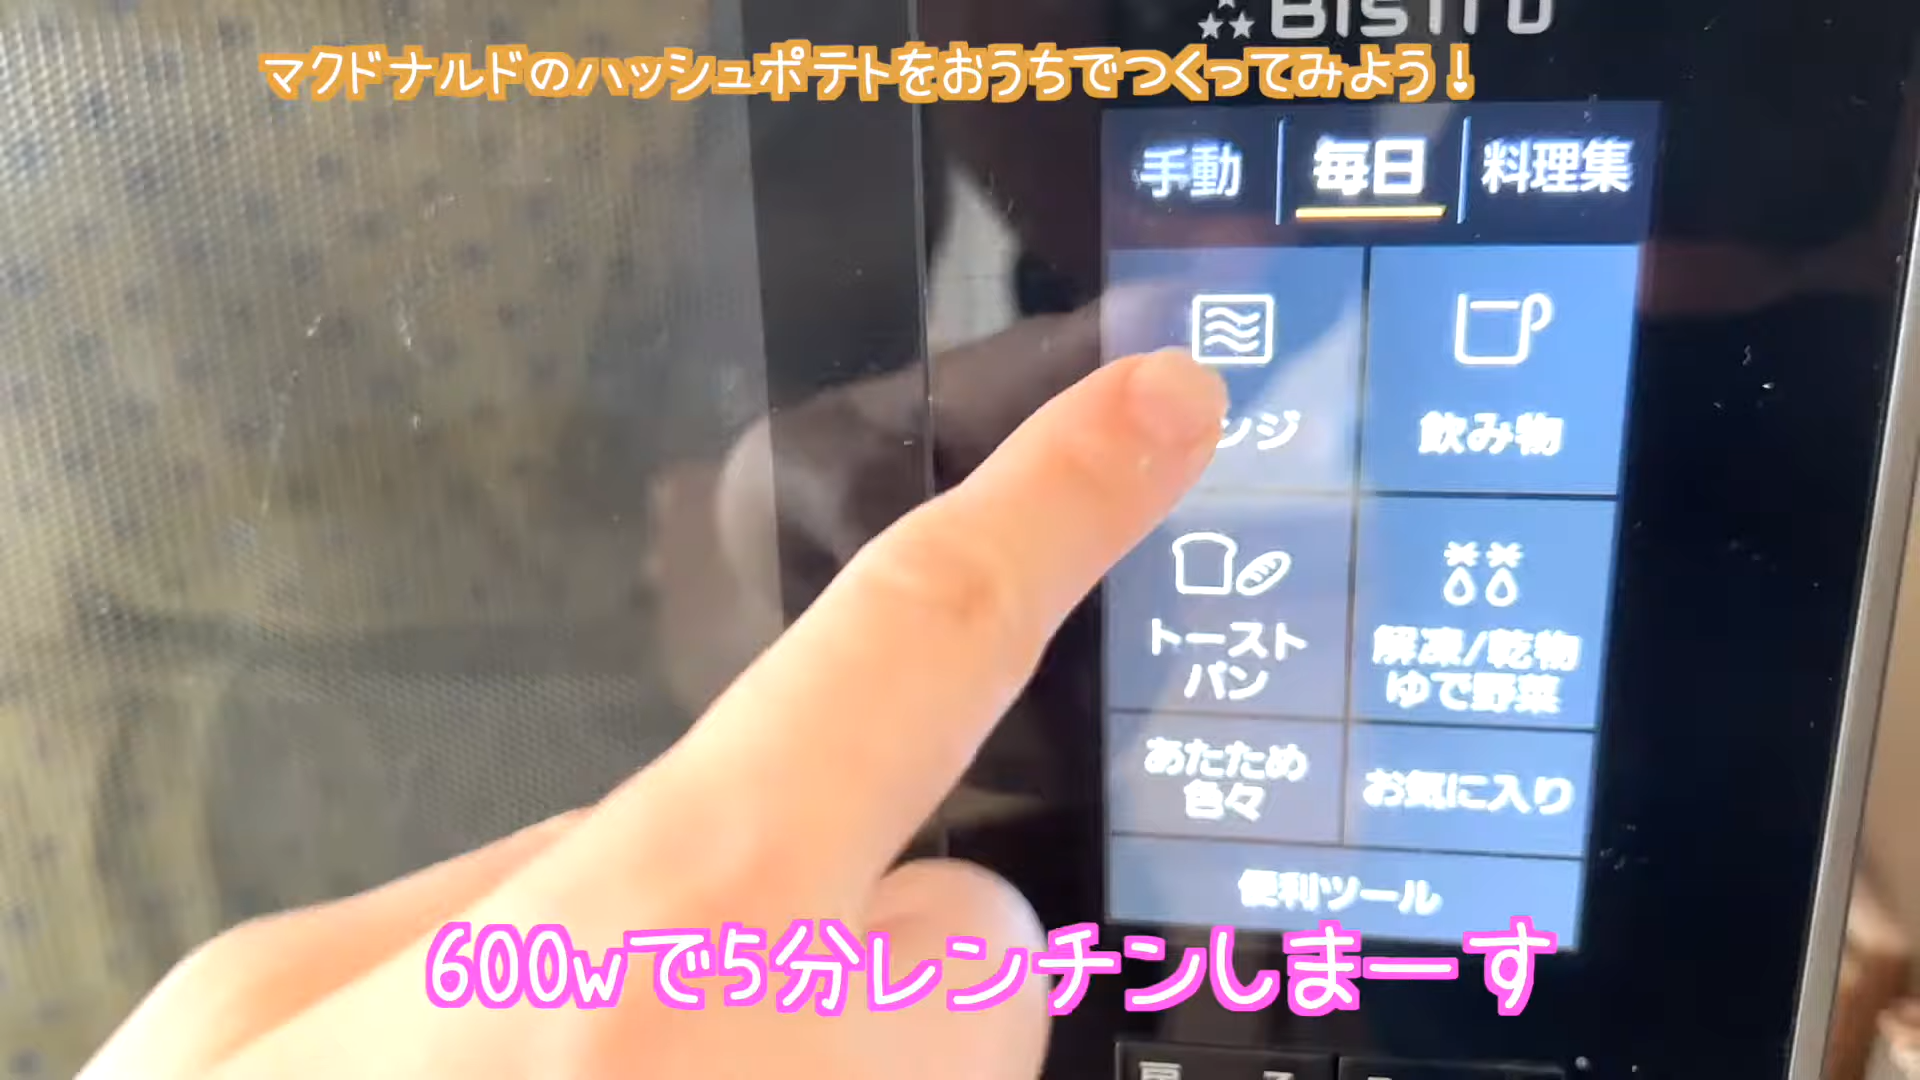 Bistro
マクドナルドのハッシュポテトをおうちでつくってみよう!
手動 毎日 料理集
ンジ 飲み物
トースト
パン
解凍/乾物
ゆで野菜
あたため
色々
お気に入り
便利ツール
600wで5分レンチンしまーす